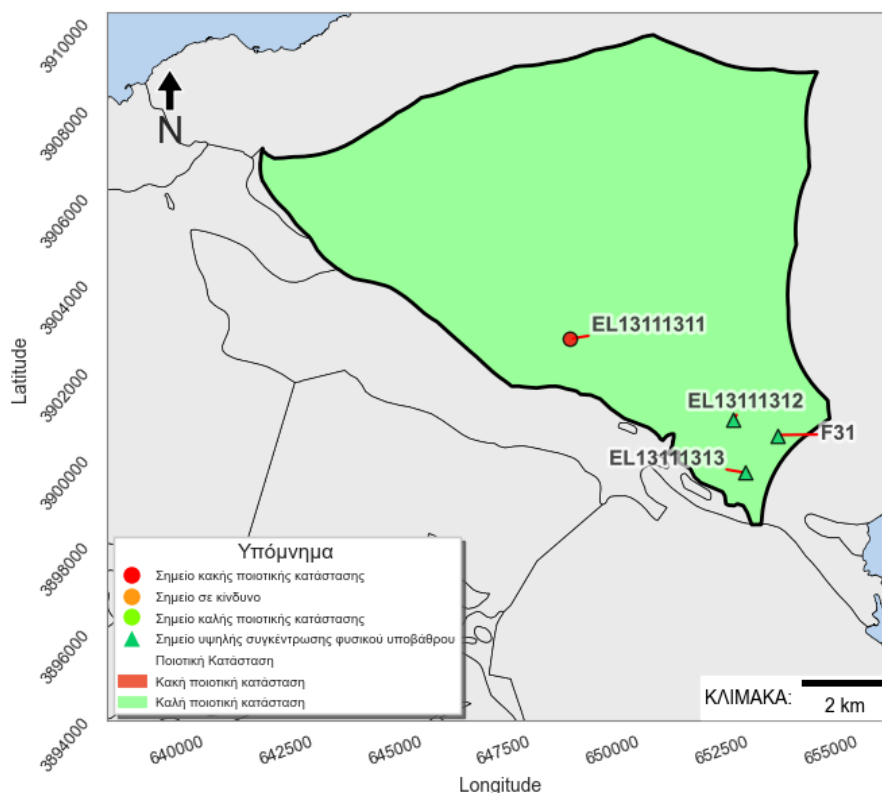 3910000
3908000
3906000
3904000
3902000
3900000
3898000
3896000
3894000
Latitude
N
EL13111311
EL13111312
F31
EL13111313
Υπόμνημα
Σημείο κακής ποιοτικής κατάστασης
Σημείο σε κίνδυνο
Σημείο καλής ποιοτικής κατάστασης
Σημείο υψηλής συγκέντρωσης φυσικού υποβάθρου
Ποιοτική Κατάσταση
Κακή ποιοτική κατάσταση
Καλή ποιοτική κατάσταση
ΚΛΙΜΑΚΑ:
2 km
640000
642500
645000
647500
650000
652500
655000
Longitude